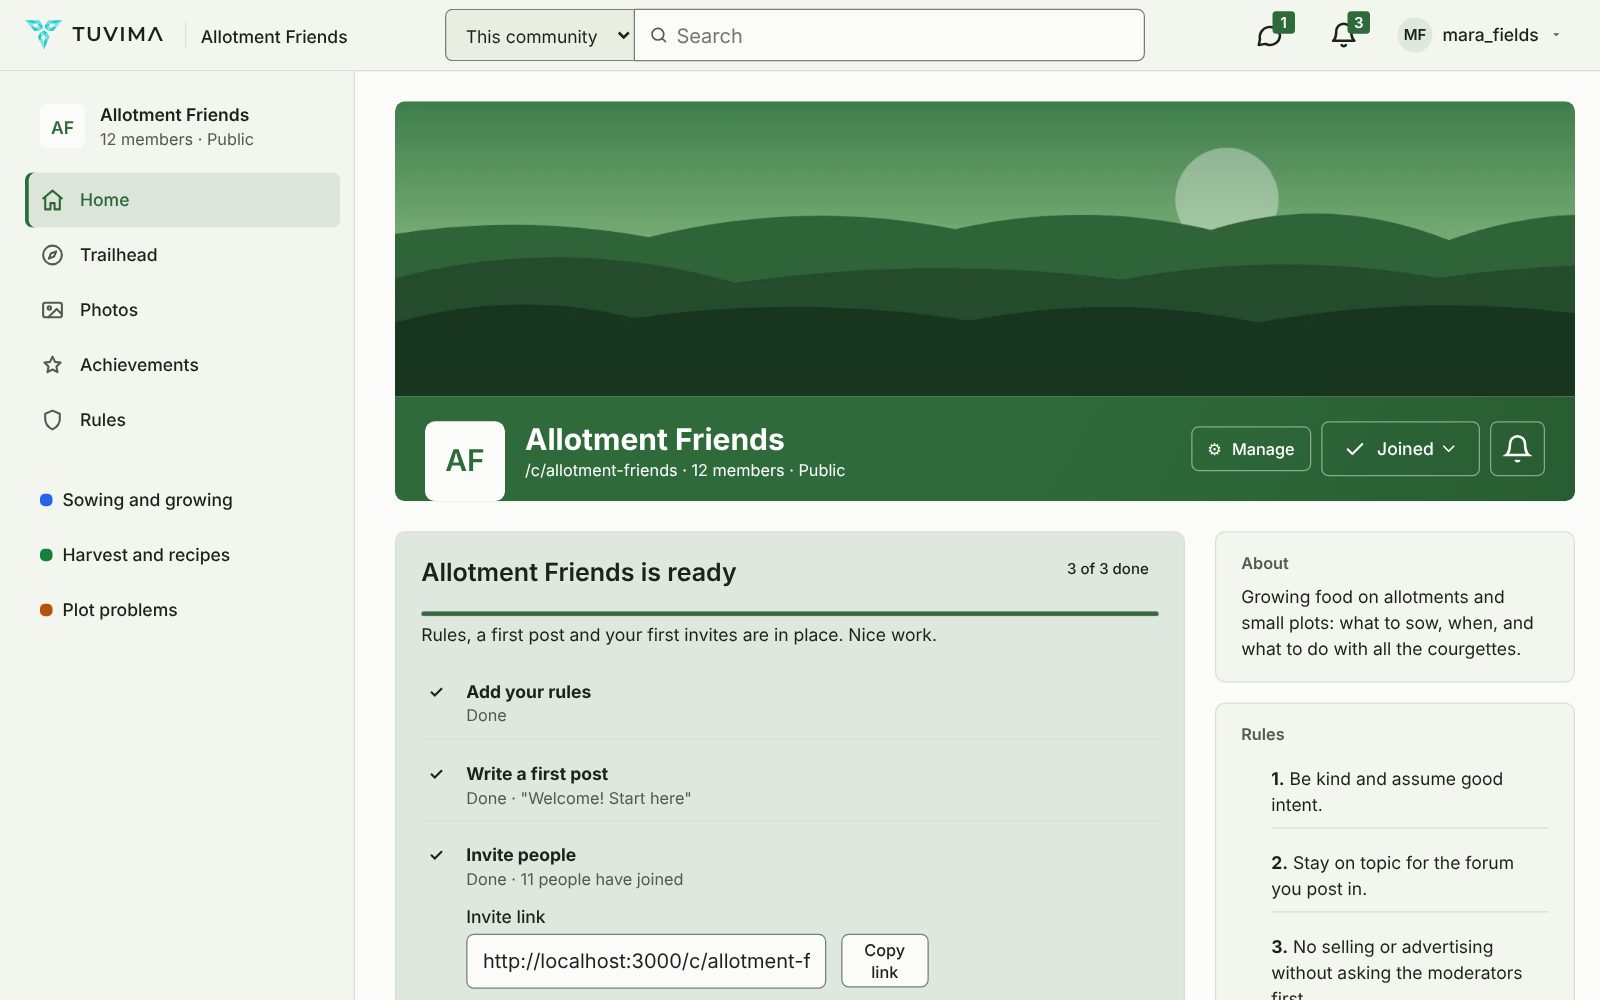 TUVIMA
Allotment Friends
This community
Search
1
3
MF
mara_fields
AF
Allotment Friends
12 members · Public
Home
Trailhead
Photos
Achievements
Rules
Sowing and growing
Harvest and recipes
Plot problems
AF
Allotment Friends
/c/allotment-friends · 12 members · Public
Manage
Joined
Allotment Friends is ready
3 of 3 done
Rules, a first post and your first invites are in place. Nice work.
Add your rules
Done
Write a first post
Done · "Welcome! Start here"
Invite people
Done · 11 people have joined
Invite link
http://localhost:3000/c/allotment-f
Copy
link
About
Growing food on allotments and
small plots: what to sow, when, and
what to do with all the courgettes.
Rules
1. Be kind and assume good
intent.
2. Stay on topic for the forum
you post in.
3. No selling or advertising
without asking the moderators
first.